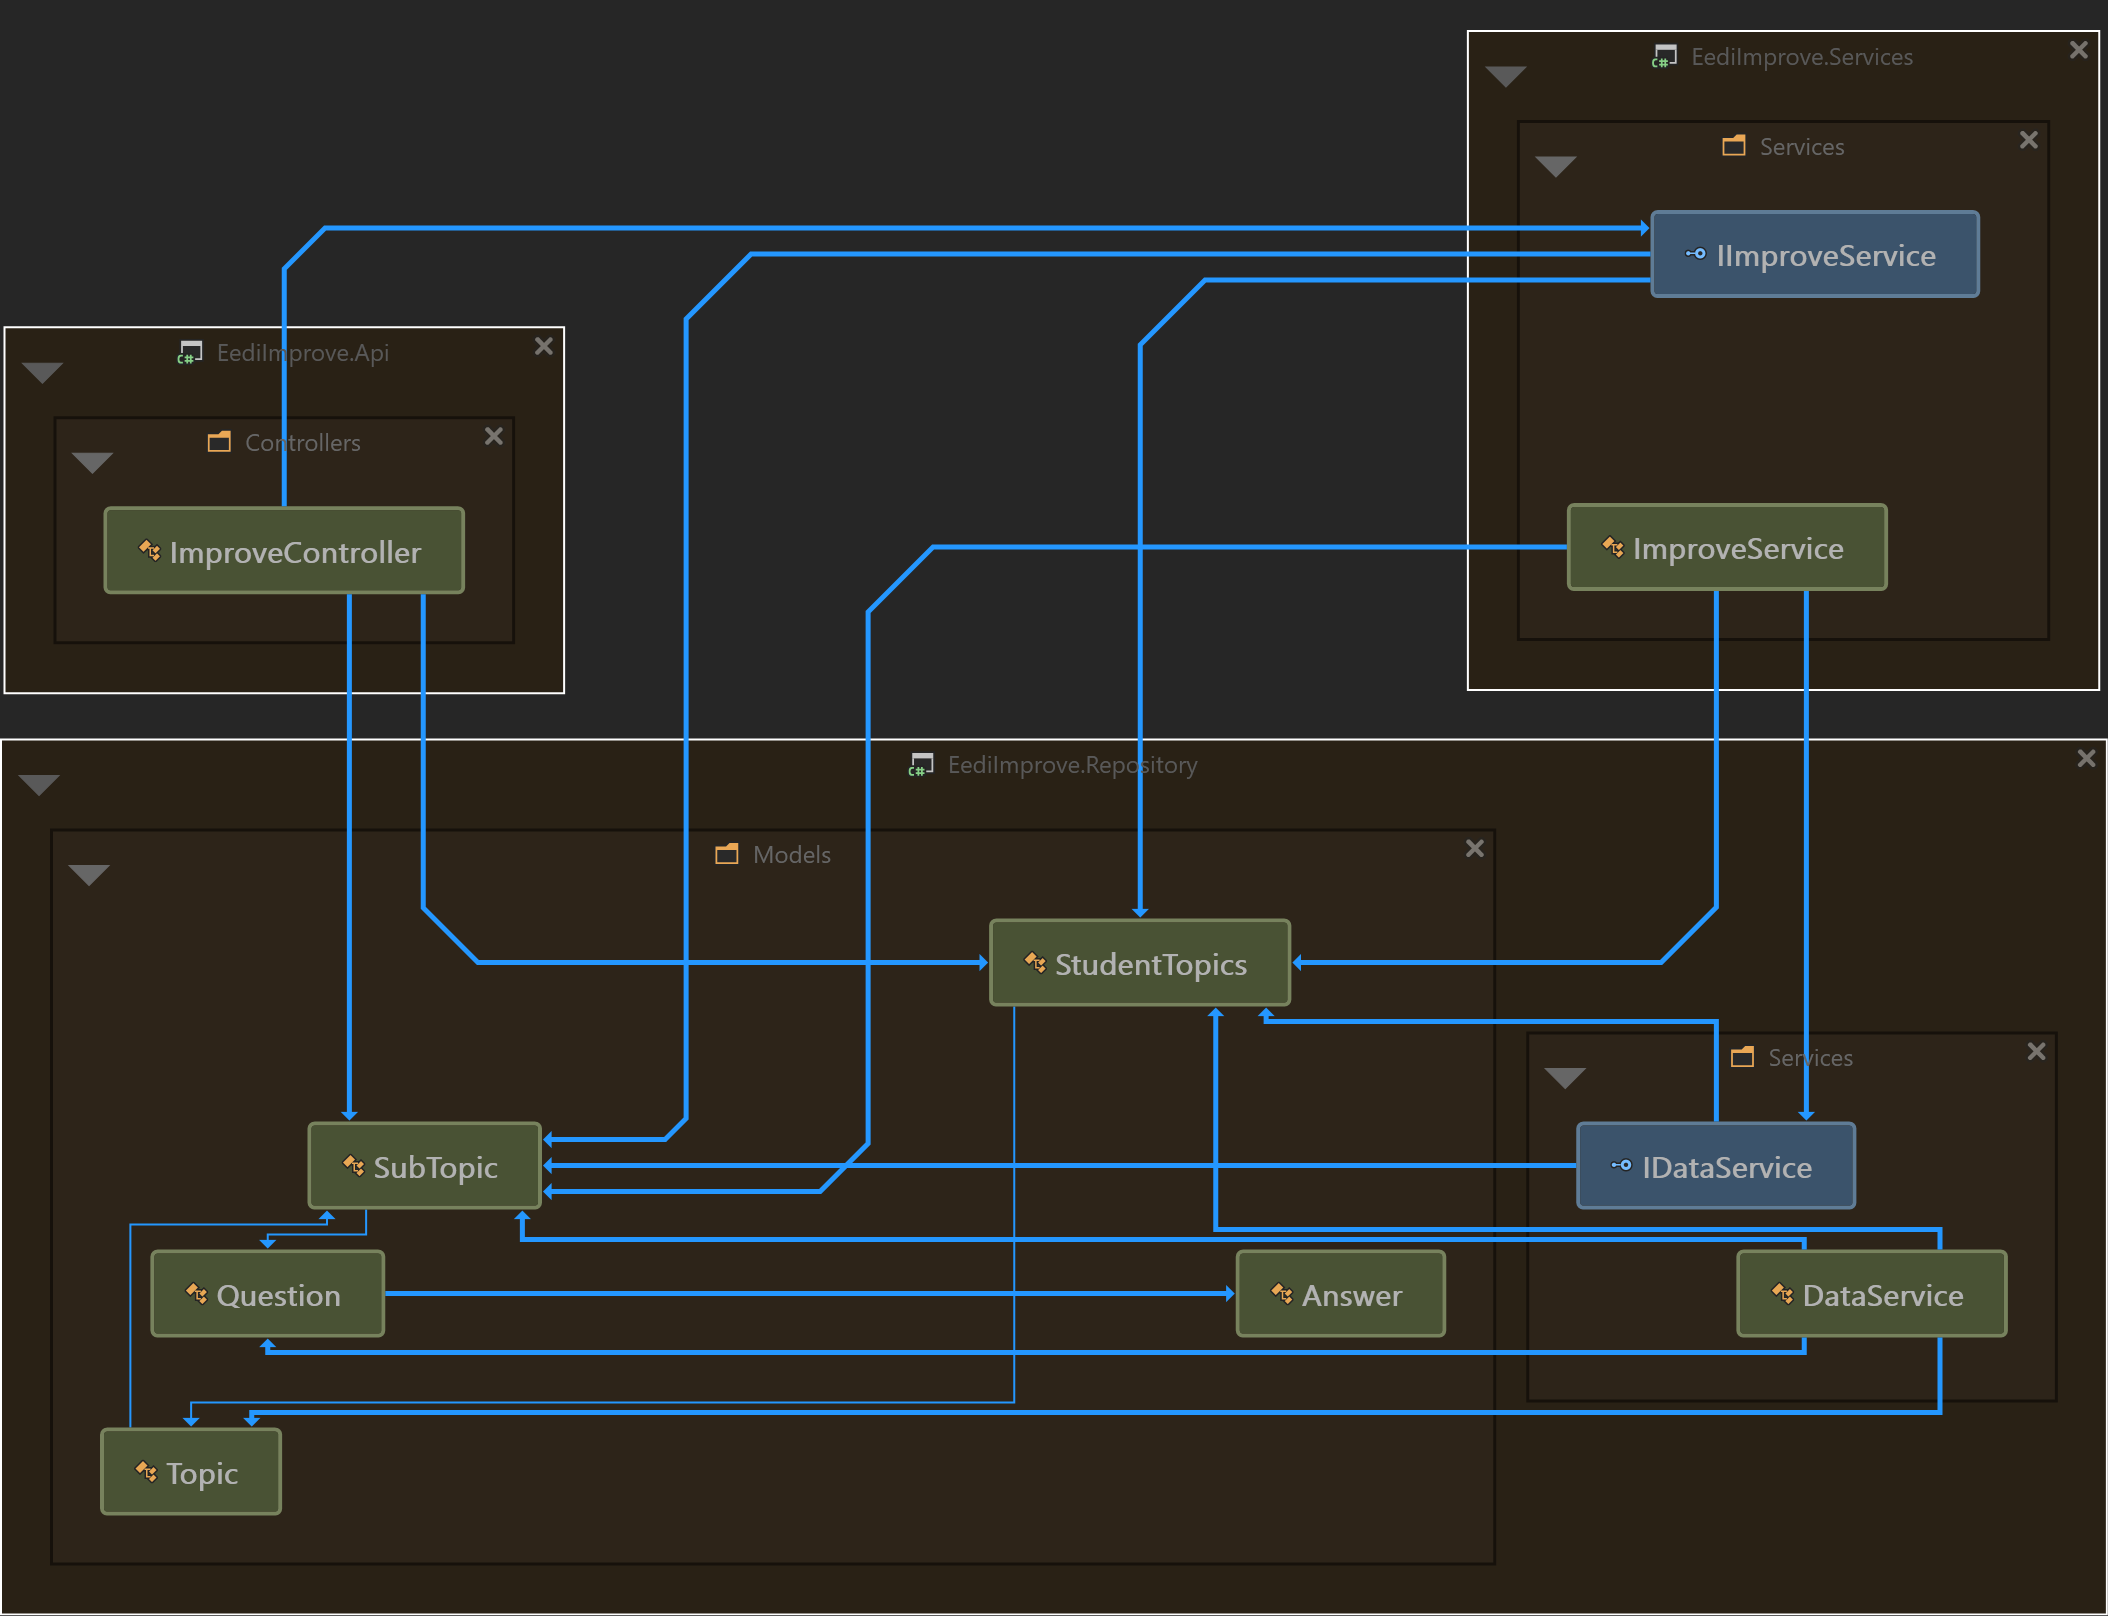 EediImprove.Services
Services
IImproveService
EediImprove.Api
Controllers
ImproveController
ImproveService
EediImprove.Repository
Models
StudentTopics
Services
SubTopic
IDataService
Question
Answer
DataService
Topic